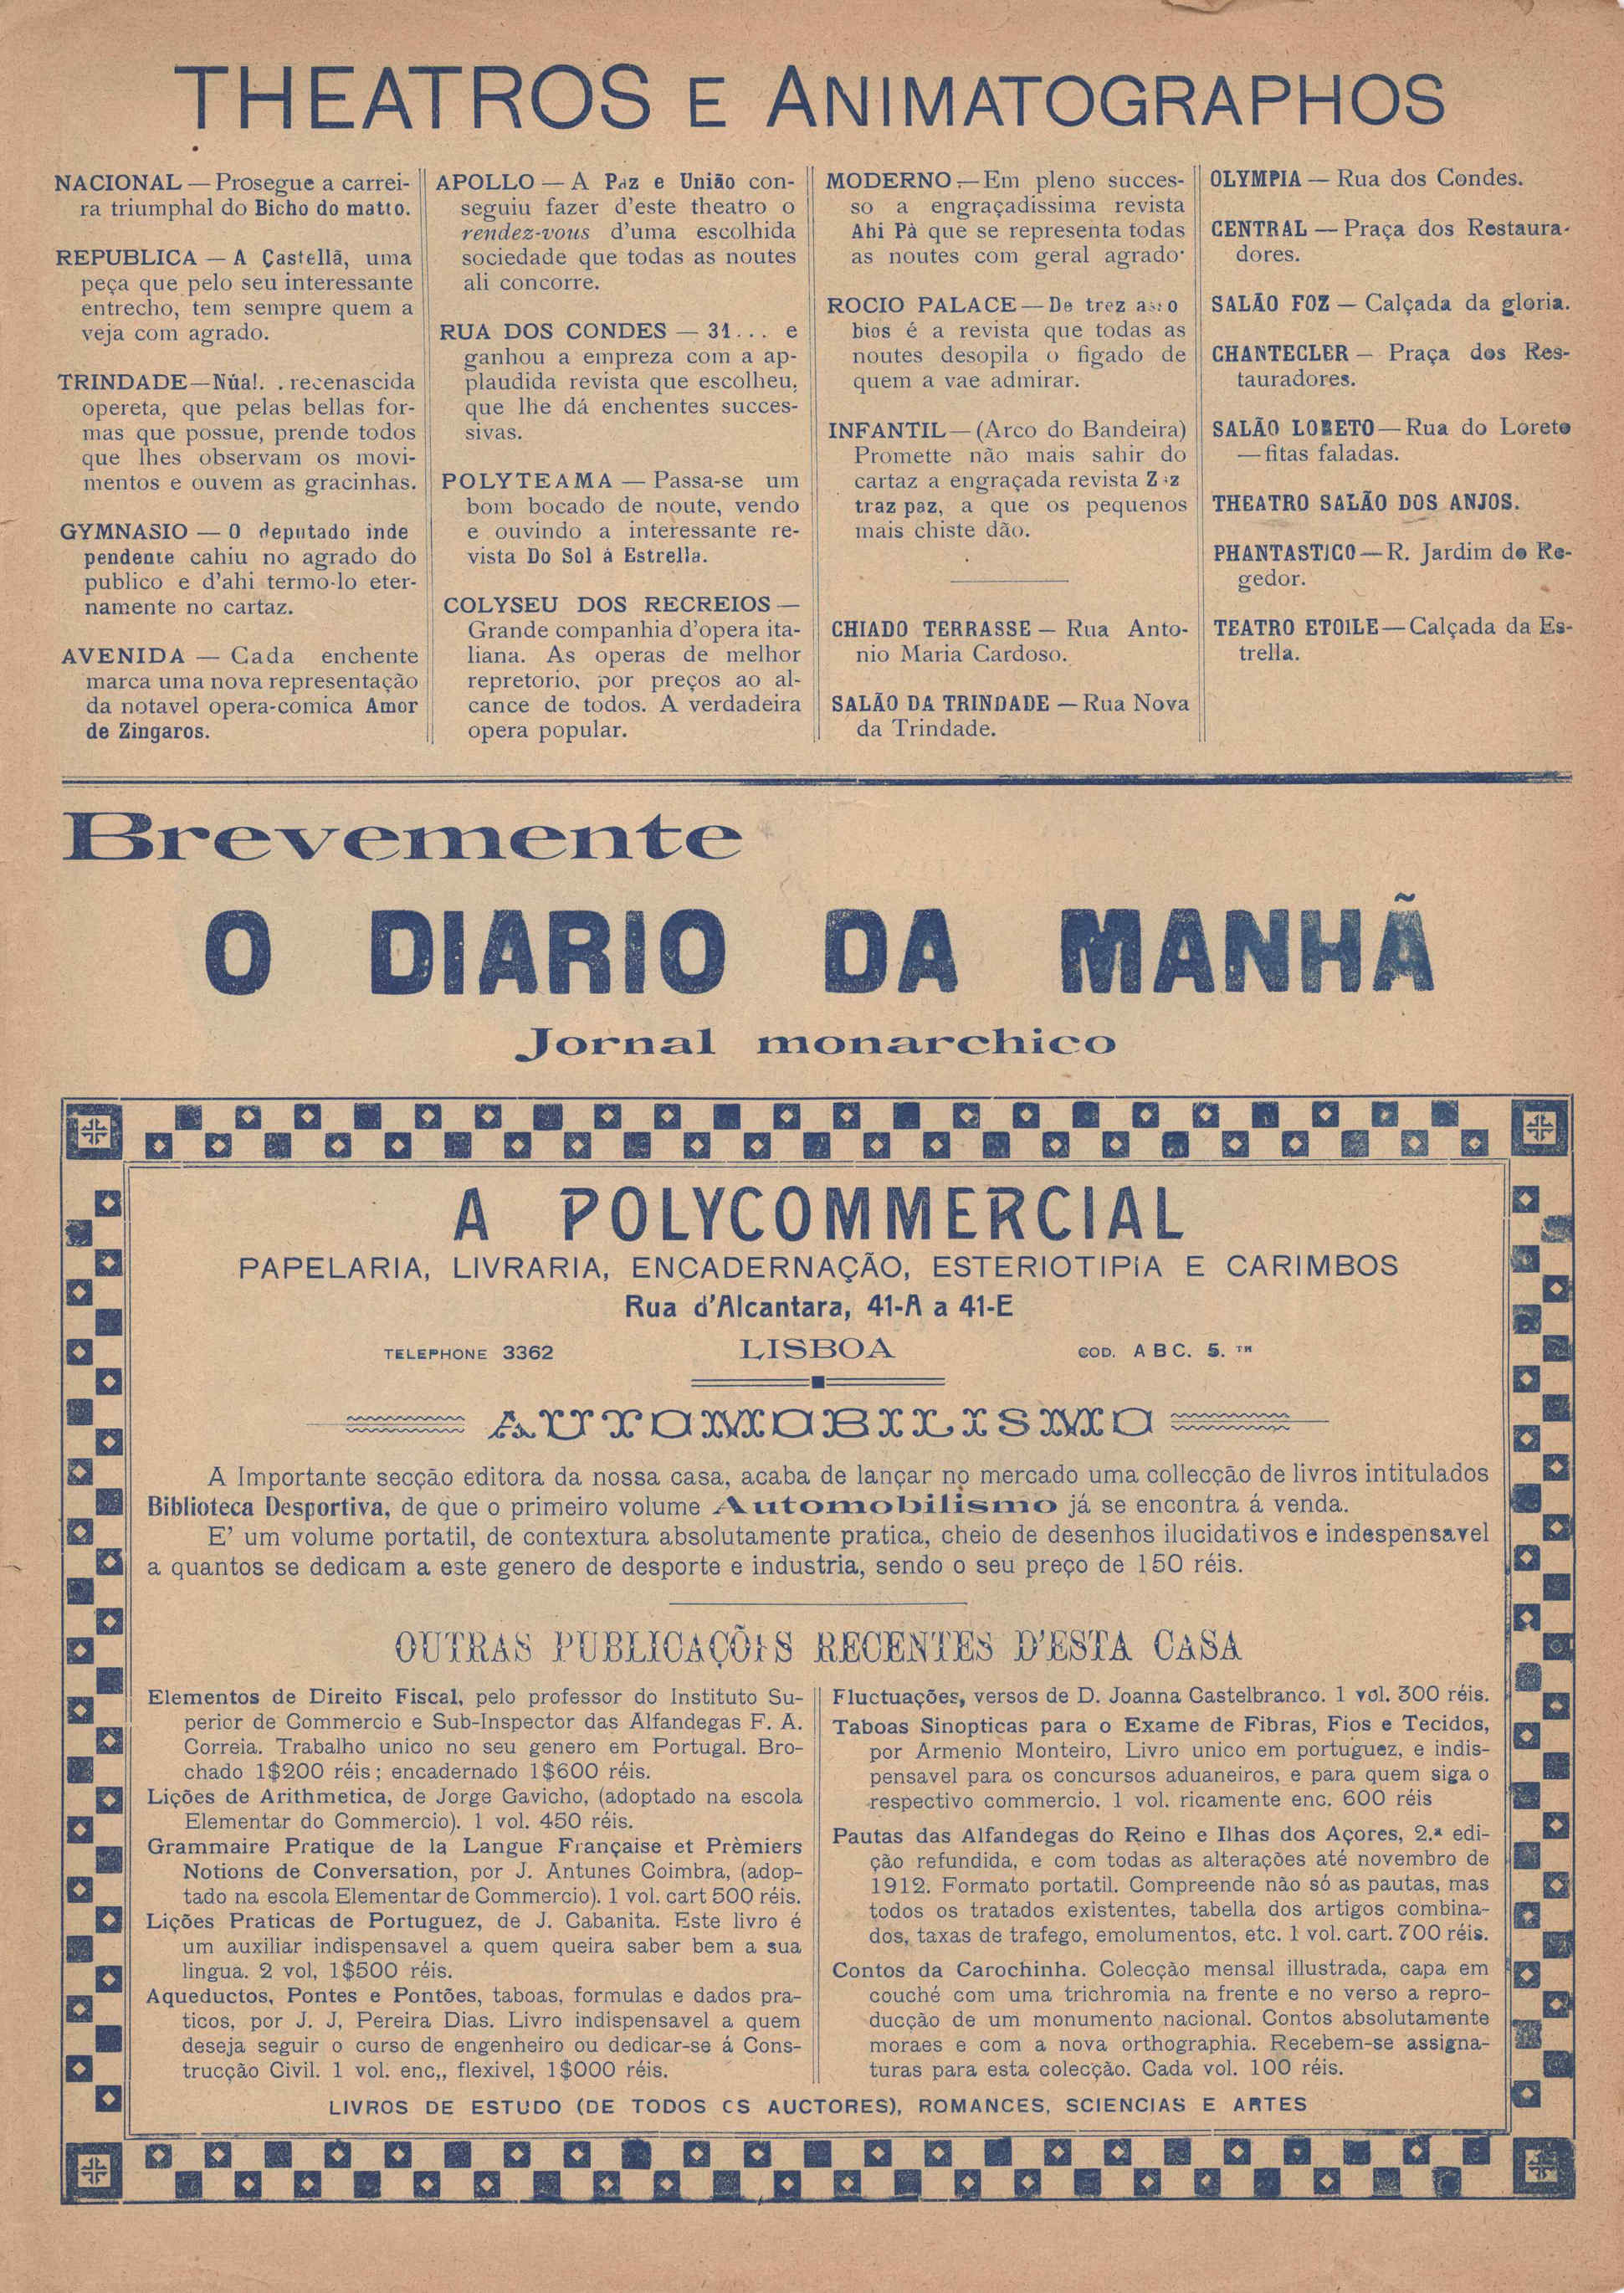 THEATROS E ANIMATOGRAPHOS
NACIONAL — Prosegue a carrei-
ra triumphal do Bicho do matto.
REPUBLICA — A Castellã, uma
peça que pelo seu interessante
entrecho, tem sempre quem a
veja com agrado.
TRINDADE—Núa!. . recenascida
opereta, que pelas bellas for-
mas que possue, prende todos
que lhes observam os movi-
mentos e ouvem as gracinhas.
GYMNASIO — O deputado inde
pendente cahiu no agrado do
publico e d'ahi termo-lo eter-
namente no cartaz.
AVENIDA — Cada enchente
marca uma nova representação
da notavel opera-comica Amor
de Zingaros.
APOLLO — A Paz e União con-
seguiu fazer d'este theatro o
rendez-vous d'uma escolhida
sociedade que todas as noutes
ali concorre.
RUA DOS CONDES — 31... e
ganhou a empreza com a ap-
plaudida revista que escolheu,
que lhe dá enchentes succes-
sivas.
POLYTEAMA — Passa-se um
bom bocado de noute, vendo
e ouvindo a interessante re-
vista Do Sol á Estrella.
COLYSEU DOS RECREIOS —
Grande companhia d'opera ita-
liana. As operas de melhor
repretorio, por preços ao al-
cance de todos. A verdadeira
opera popular.
MODERNO — Em pleno succes-
so a engraçadissima revista
Ahi Pà que se representa todas
as noutes com geral agrado·
ROCIO PALACE — De trez
bios é a revista que todas as
noutes desopila o figado de
quem a vae admirar.
INFANTIL — (Arco do Bandeira)
Promette não mais sahir do
cartaz a engraçada revista
traz paz, a que os pequenos
mais chiste dão.
CHIADO TERRASSE — Rua Anto-
nio Maria Cardoso.
SALÃO DA TRINDADE — Rua Nova
da Trindade.
OLYMPIA — Rua dos Condes.
CENTRAL — Praça dos Restaura-
dores.
SALÃO FOZ — Calçada da gloria.
CHANTECLER — Praça dos Res-
tauradores.
SALÃO LORETO — Rua do Loreto
— fitas faladas.
THEATRO SALÃO DOS ANJOS.
PHANTASTICO — R. Jardim do Re-
gedor.
TEATRO ETOILE — Calçada da Es-
trella.
Brevemente
O DIARIO DA MANHÃ
Jornal monarchico
A POLYCOMMERCIAL
PAPELARIA, LIVRARIA, ENCADERNAÇÃO, ESTERIOTIPIA E CARIMBOS
Rua d'Alcantara, 41-A a 41-E
TELEPHONE 3362 LISBOA COD. A B C. 5. TH
AUTOMOBILISMO
A Importante secção editora da nossa casa, acaba de lançar no mercado uma collecção de livros intitulados
Biblioteca Desportiva, de que o primeiro volume Automobilismo já se encontra á venda.
E' um volume portatil, de contextura absolutamente pratica, cheio de desenhos ilucidativos e indespensavel
a quantos se dedicam a este genero de desporte e industria, sendo o seu preço de 150 réis.
OUTRAS PUBLICAÇÕES RECENTES D'ESTA CASA
Elementos de Direito Fiscal, pelo professor do Instituto Su-
perior de Commercio e Sub-Inspector das Alfandegas F. A.
Correia. Trabalho unico no seu genero em Portugal. Bro-
chado 1$200 réis; encadernado 1$600 réis.
Lições de Arithmetica, de Jorge Gavicho, (adoptado na escola
Elementar do Commercio). 1 vol. 450 réis.
Grammaire Pratique de la Langue Française et Prèmiers
Notions de Conversation, por J. Antunes Coimbra, (adop-
tado na escola Elementar de Commercio). 1 vol. cart 500 réis.
Lições Praticas de Portuguez, de J. Cabanita. Este livro é
um auxiliar indispensavel a quem queira saber bem a sua
lingua. 2 vol, 1$500 réis.
Aqueductos, Pontes e Pontões, taboas, formulas e dados pra-
ticos, por J. J, Pereira Dias. Livro indispensavel a quem
deseja seguir o curso de engenheiro ou dedicar-se á Cons-
trucção Civil. 1 vol. enc,, flexivel, 1$000 réis.
Fluctuações, versos de D. Joanna Castelbranco. 1 vol. 300 réis.
Taboas Sinopticas para o Exame de Fibras, Fios e Tecidos,
por Armenio Monteiro, Livro unico em portuguez, e indis-
pensavel para os concursos aduaneiros, e para quem siga o
respectivo commercio. 1 vol. ricamente enc. 600 réis
Pautas das Alfandegas do Reino e Ilhas dos Açores, 2.ª edi-
ção refundida, e com todas as alterações até novembro de
1912. Formato portatil. Compreende não só as pautas, mas
todos os tratados existentes, tabella dos artigos combina-
dos, taxas de trafego, emolumentos, etc. 1 vol. cart. 700 réis.
Contos da Carochinha. Colecção mensal illustrada, capa em
couché com uma trichromia na frente e no verso a repro-
ducção de um monumento nacional. Contos absolutamente
moraes e com a nova orthographia. Recebem-se assigna-
turas para esta colecção. Cada vol. 100 réis.
LIVROS DE ESTUDO (DE TODOS OS AUCTORES), ROMANCES, SCIENCIAS E ARTES